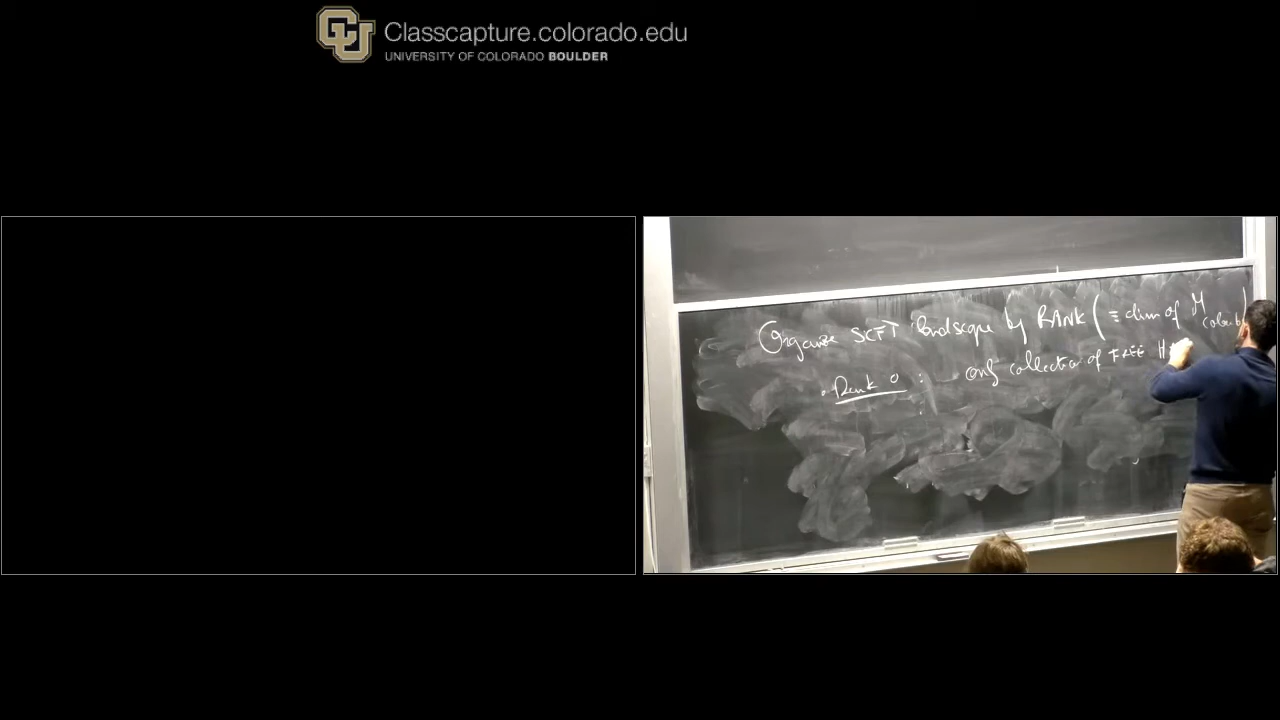 Classcapture.colorado.edu
UNIVERSITY OF COLORADO BOULDER
Organize SCFT landscape by RANK ( ≡ dim of M Coulomb )
• Rank 0 : only collection of FREE H